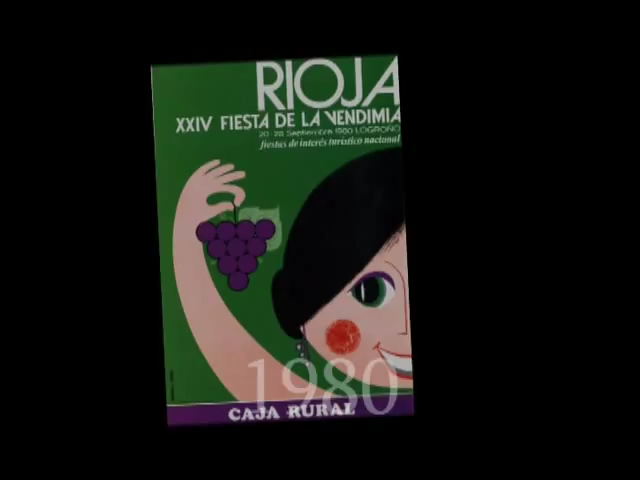 RIOJA
XXIV FIESTA DE LA VENDIMIA
20-28 Septiembre 1980 LOGROÑO
fiestas de interés turístico nacional
1980
CAJA RURAL